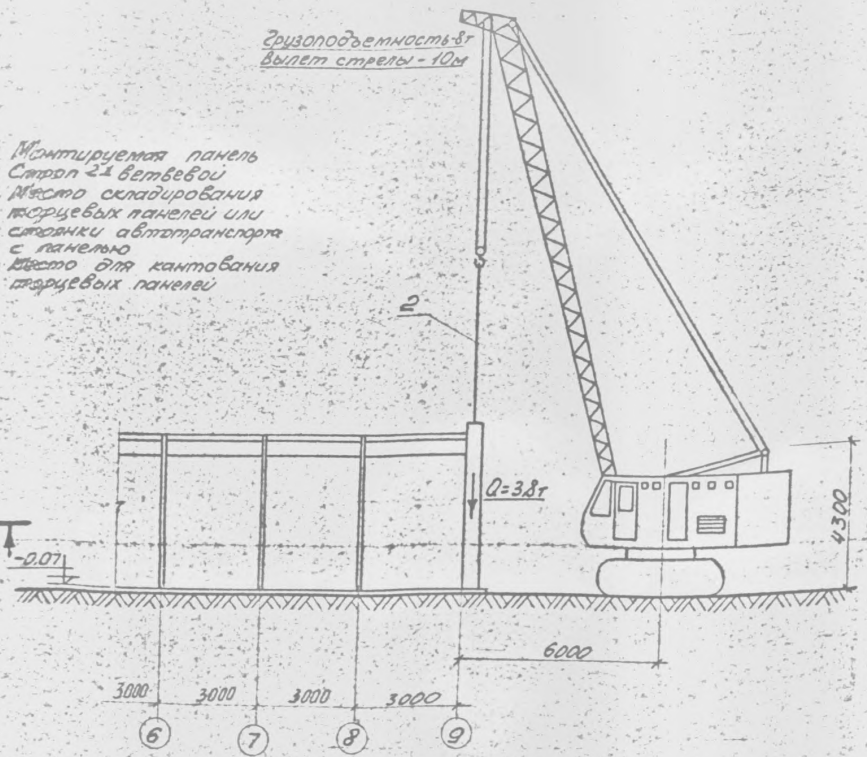 Грузоподъемность-8т
Вылет стрелы - 10м
Монтируемая панель
Строп 2х ветвевой
Место складирования
торцевых панелей или
стоянки автотранспорта
с панелью
Место для кантования
торцевых панелей
2
Q=3,8т
4300
-0.07
6000
3000
3000
3000
3000
6
7
8
9